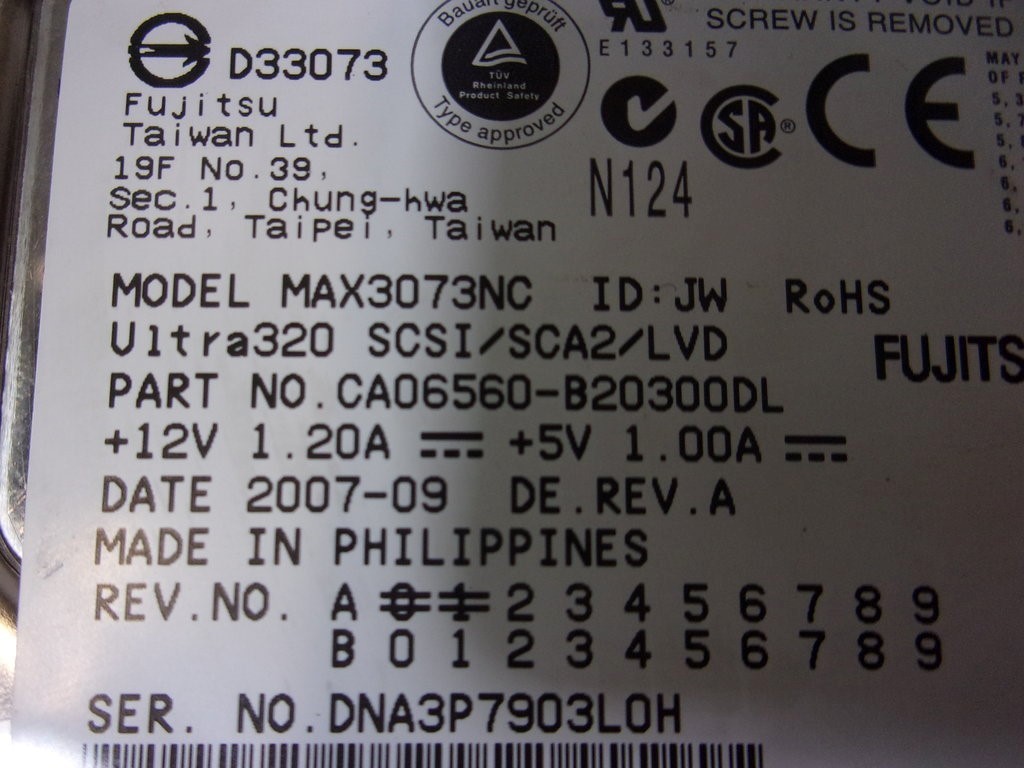 SCREW IS REMOVED
Bauart geprüft
TÜV
Rheinland
Product Safety
Type approved
E133157
D33073
Fujitsu
Taiwan Ltd.
19F No.39,
Sec.1, Chung-hwa
Road, Taipei, Taiwan
SA®
CE
N124
MAY
OF
MODEL MAX3073NC ID:JW RoHS
Ultra320 SCSI/SCA2/LVD
FUJITS
PART NO.CA06560-B20300DL
+12V 1.20A ⎓ +5V 1.00A ⎓
DATE 2007-09 DE.REV.A
MADE IN PHILIPPINES
REV.NO. A 0 1 2 3 4 5 6 7 8 9
B 0 1 2 3 4 5 6 7 8 9
SER. NO.DNA3P7903L0H